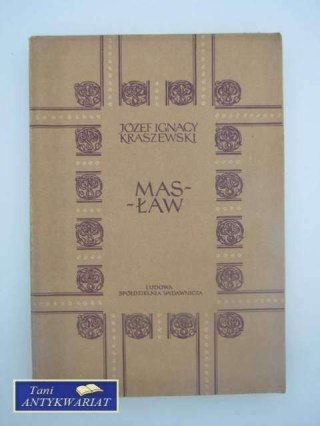 JÓZEF IGNACY
KRASZEWSKI
MAS-
-ŁAW
LUDOWA
SPÓŁDZIELNIA WYDAWNICZA
Tani
ANTYKWARIAT